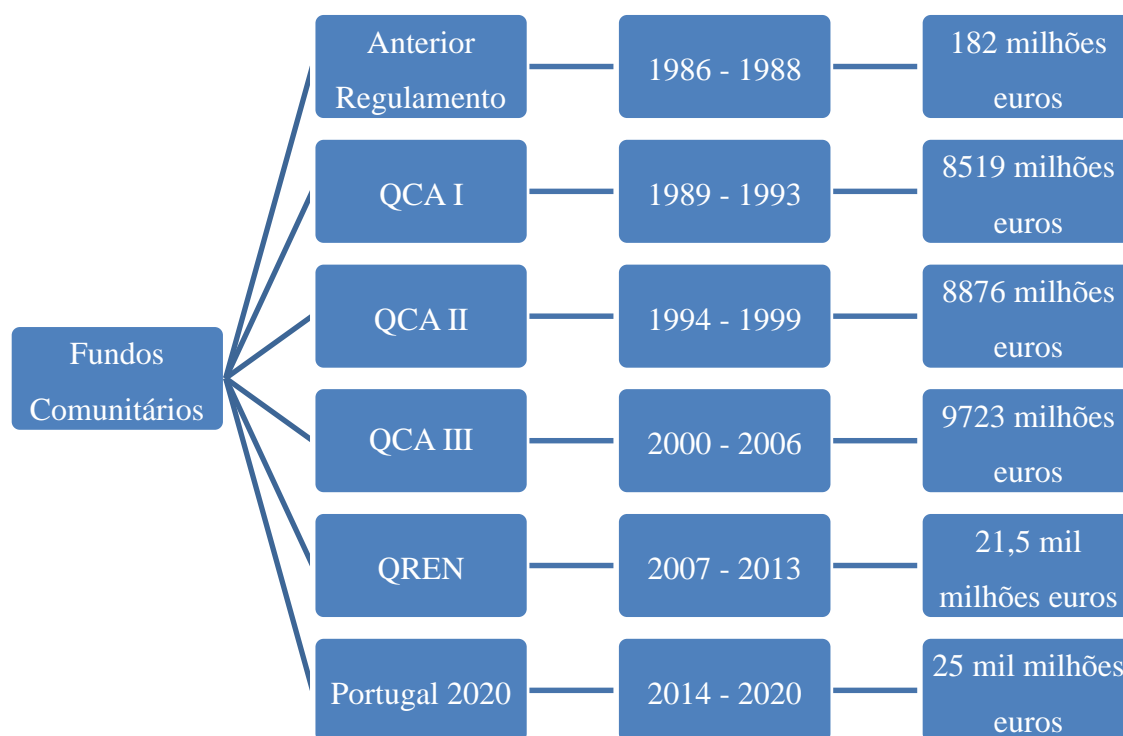 Fundos
Comunitários
Anterior
Regulamento
1986 - 1988
182 milhões
euros
QCA I
1989 - 1993
8519 milhões
euros
QCA II
1994 - 1999
8876 milhões
euros
QCA III
2000 - 2006
9723 milhões
euros
QREN
2007 - 2013
21,5 mil
milhões euros
Portugal 2020
2014 - 2020
25 mil milhões
euros